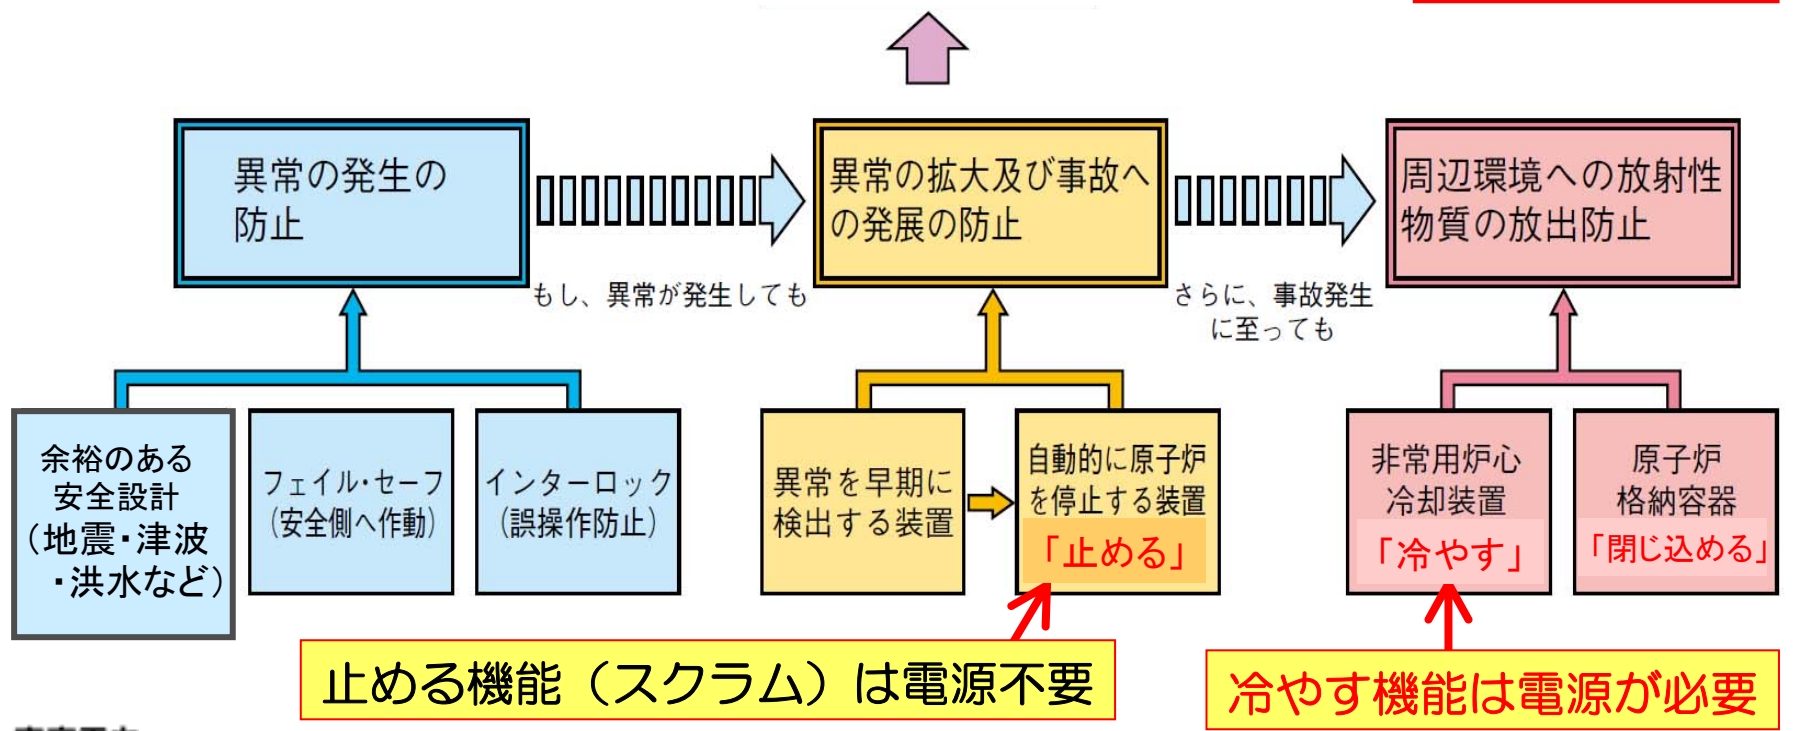 異常の発生の
防止
もし、異常が発生しても
異常の拡大及び事故へ
の発展の防止
さらに、事故発生
に至っても
周辺環境への放射性
物質の放出防止
余裕のある
安全設計
（地震・津波
・洪水など）
フェイル・セーフ
（安全側へ作動）
インターロック
（誤操作防止）
異常を早期に
検出する装置
自動的に原子炉
を停止する装置
「止める」
非常用炉心
冷却装置
「冷やす」
原子炉
格納容器
「閉じ込める」
止める機能（スクラム）は電源不要
冷やす機能は電源が必要